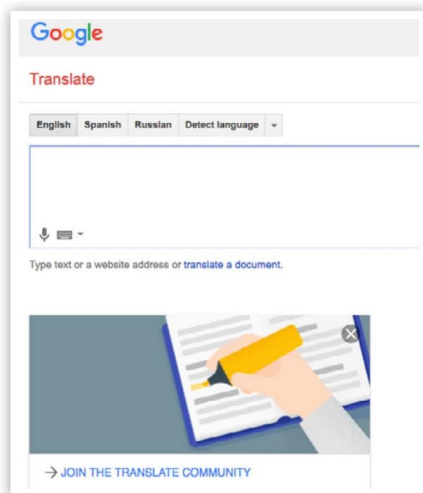 Google
Translate
English Spanish Russian Detect language
Type text or a website address or translate a document.
→ JOIN THE TRANSLATE COMMUNITY